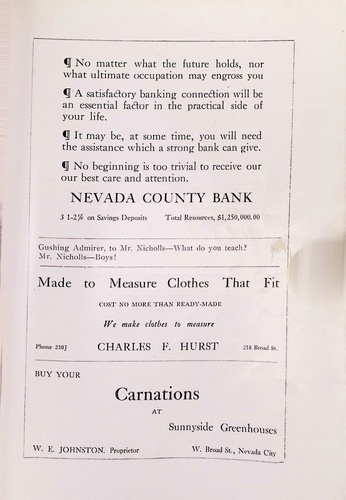 ¶ No matter what the future holds, nor
what ultimate occupation may engross you
¶ A satisfactory banking connection will be
an essential factor in the practical side of
your life.
¶ It may be, at some time, you will need
the assistance which a strong bank can give.
¶ No beginning is too trivial to receive our
our best care and attention.
NEVADA COUNTY BANK
3 1-2% on Savings Deposits Total Resources, $1,250,000.00
Gushing Admirer, to Mr. Nicholls—What do you teach?
Mr. Nicholls—Boys!
Made to Measure Clothes That Fit
COST NO MORE THAN READY-MADE
We make clothes to measure
Phone 230J CHARLES F. HURST 218 Broad St.
BUY YOUR
Carnations
AT
Sunnyside Greenhouses
W. E. JOHNSTON. Proprietor W. Broad St., Nevada City